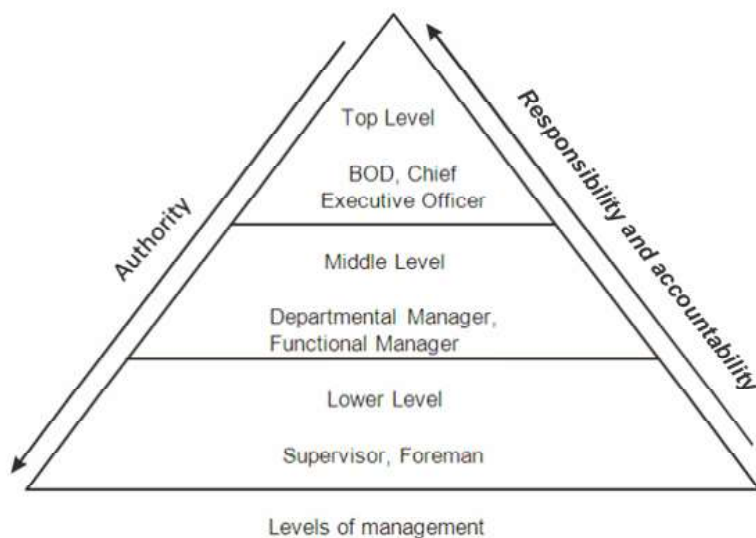 Top Level
BOD, Chief
Executive Officer
Authority
Responsibility and accountability
Middle Level
Departmental Manager,
Functional Manager
Lower Level
Supervisor, Foreman
Levels of management